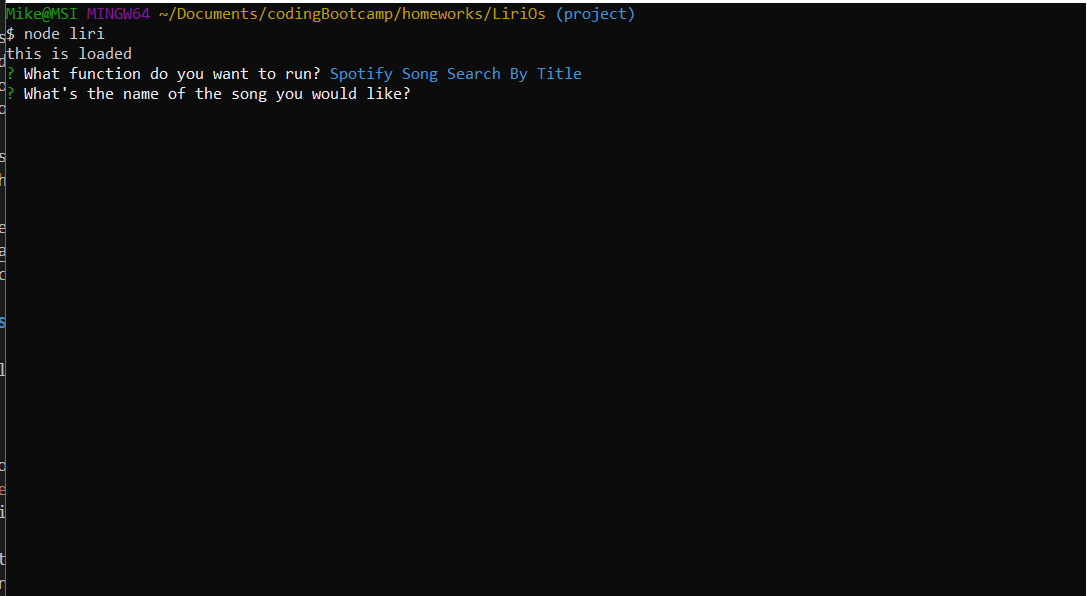 Mike@MSI MINGW64 ~/Documents/codingBootcamp/homeworks/LiriOs (project)
$ node liri
this is loaded
? What function do you want to run? Spotify Song Search By Title
? What's the name of the song you would like?